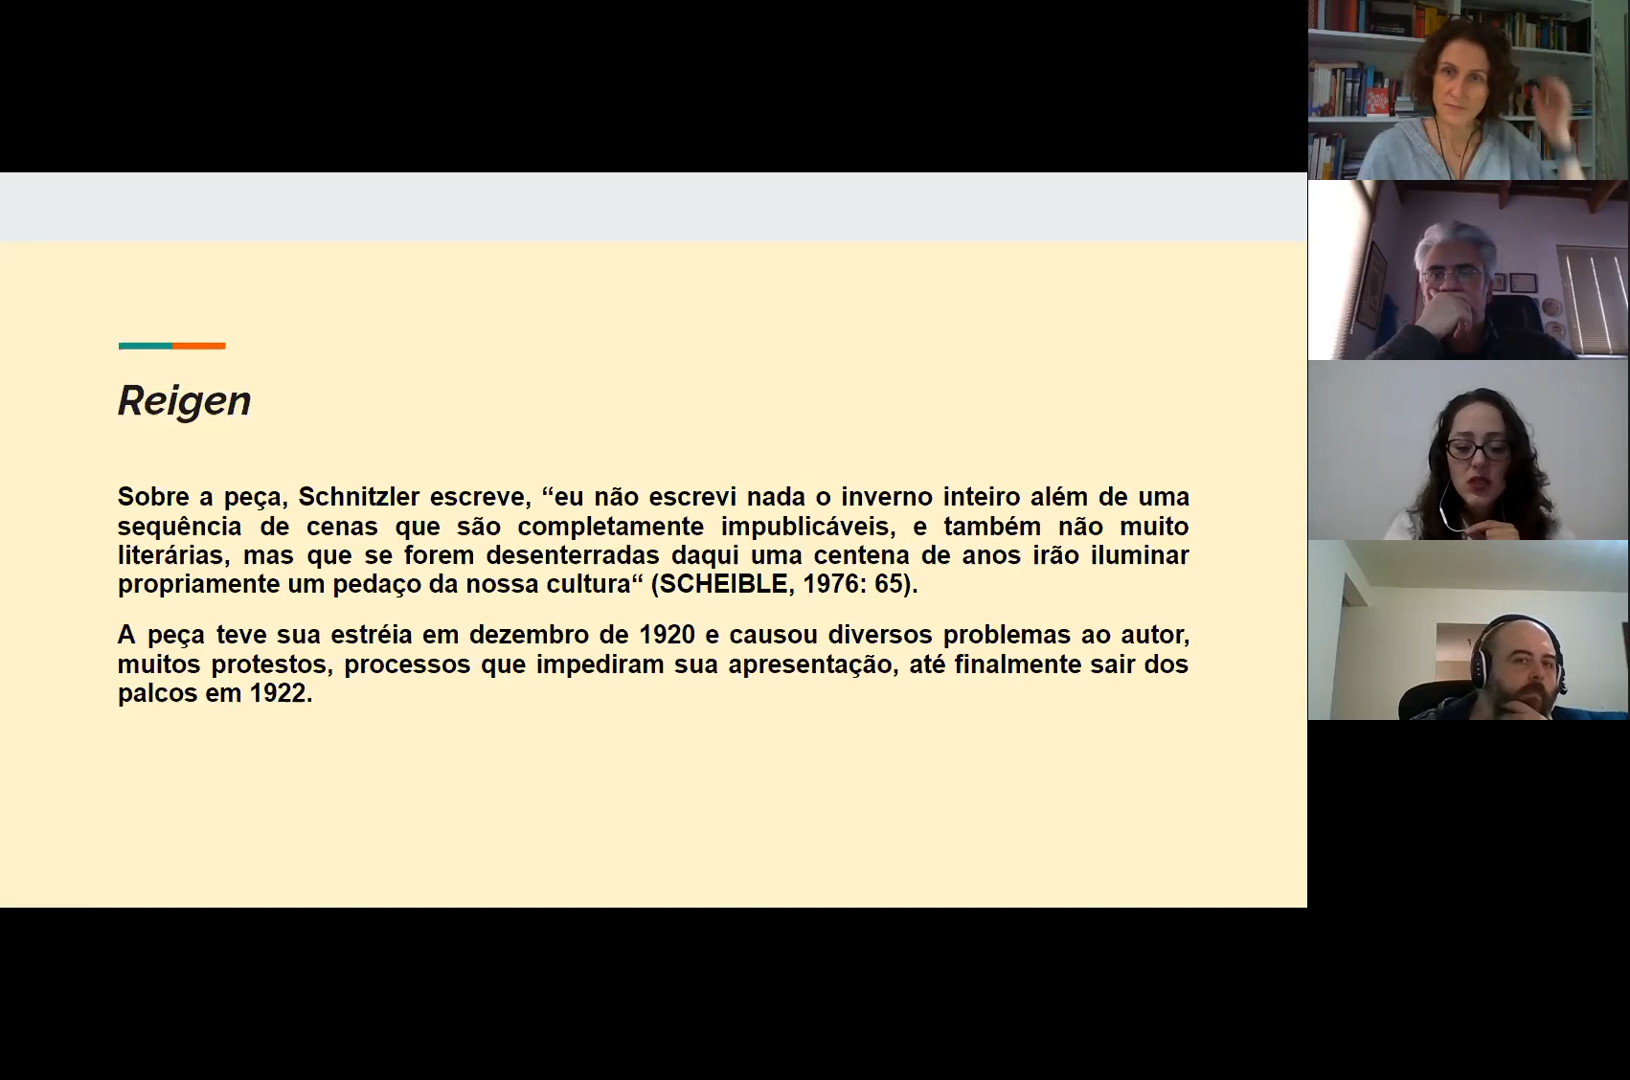 Reigen
Sobre a peça, Schnitzler escreve, “eu não escrevi nada o inverno inteiro além de uma
sequência de cenas que são completamente impublicáveis, e também não muito
literárias, mas que se forem desenterradas daqui uma centena de anos irão iluminar
propriamente um pedaço da nossa cultura“ (SCHEIBLE, 1976: 65).
A peça teve sua estréia em dezembro de 1920 e causou diversos problemas ao autor,
muitos protestos, processos que impediram sua apresentação, até finalmente sair dos
palcos em 1922.